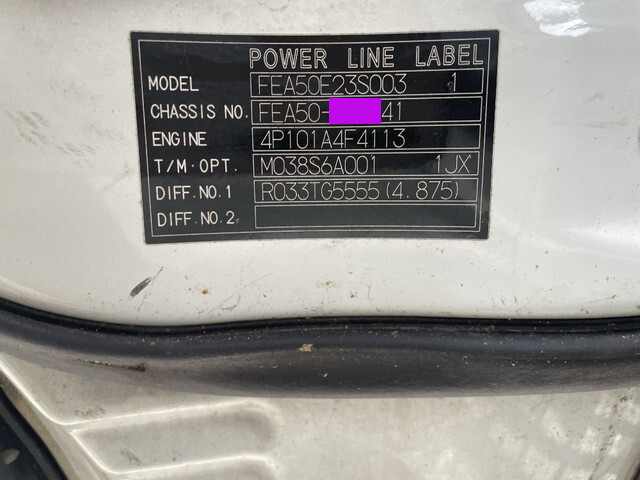 POWER LINE LABEL
MODEL FEA50E23S003 1
CHASSIS NO. FEA50- 41
ENGINE 4P101A4F4113
T/M·OPT. M038S6A001 1JX
DIFF.NO.1 R033TG5555(4.875)
DIFF.NO.2